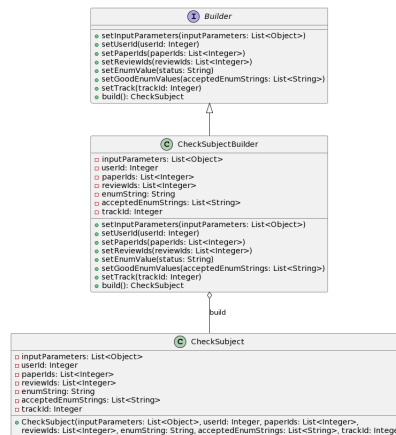 I Builder
setInputParameters(inputParameters: List<Object>)
setUserId(userId: Integer)
setPaperIds(paperIds: List<Integer>)
setReviewIds(reviewIds: List<Integer>)
setEnumValue(status: String)
setGoodEnumValues(acceptedEnumStrings: List<String>)
setTrack(trackId: Integer)
build(): CheckSubject
C CheckSubjectBuilder
inputParameters: List<Object>
userId: Integer
paperIds: List<Integer>
reviewIds: List<Integer>
enumString: String
acceptedEnumStrings: List<String>
trackId: Integer
setInputParameters(inputParameters: List<Object>)
setUserId(userId: Integer)
setPaperIds(paperIds: List<Integer>)
setReviewIds(reviewIds: List<Integer>)
setEnumValue(status: String)
setGoodEnumValues(acceptedEnumStrings: List<String>)
setTrack(trackId: Integer)
build(): CheckSubject
build
C CheckSubject
inputParameters: List<Object>
userId: Integer
paperIds: List<Integer>
reviewIds: List<Integer>
enumString: String
acceptedEnumStrings: List<String>
trackId: Integer
CheckSubject(inputParameters: List<Object>, userId: Integer, paperIds: List<Integer>,
reviewIds: List<Integer>, enumString: String, acceptedEnumStrings: List<String>, trackId: Intege